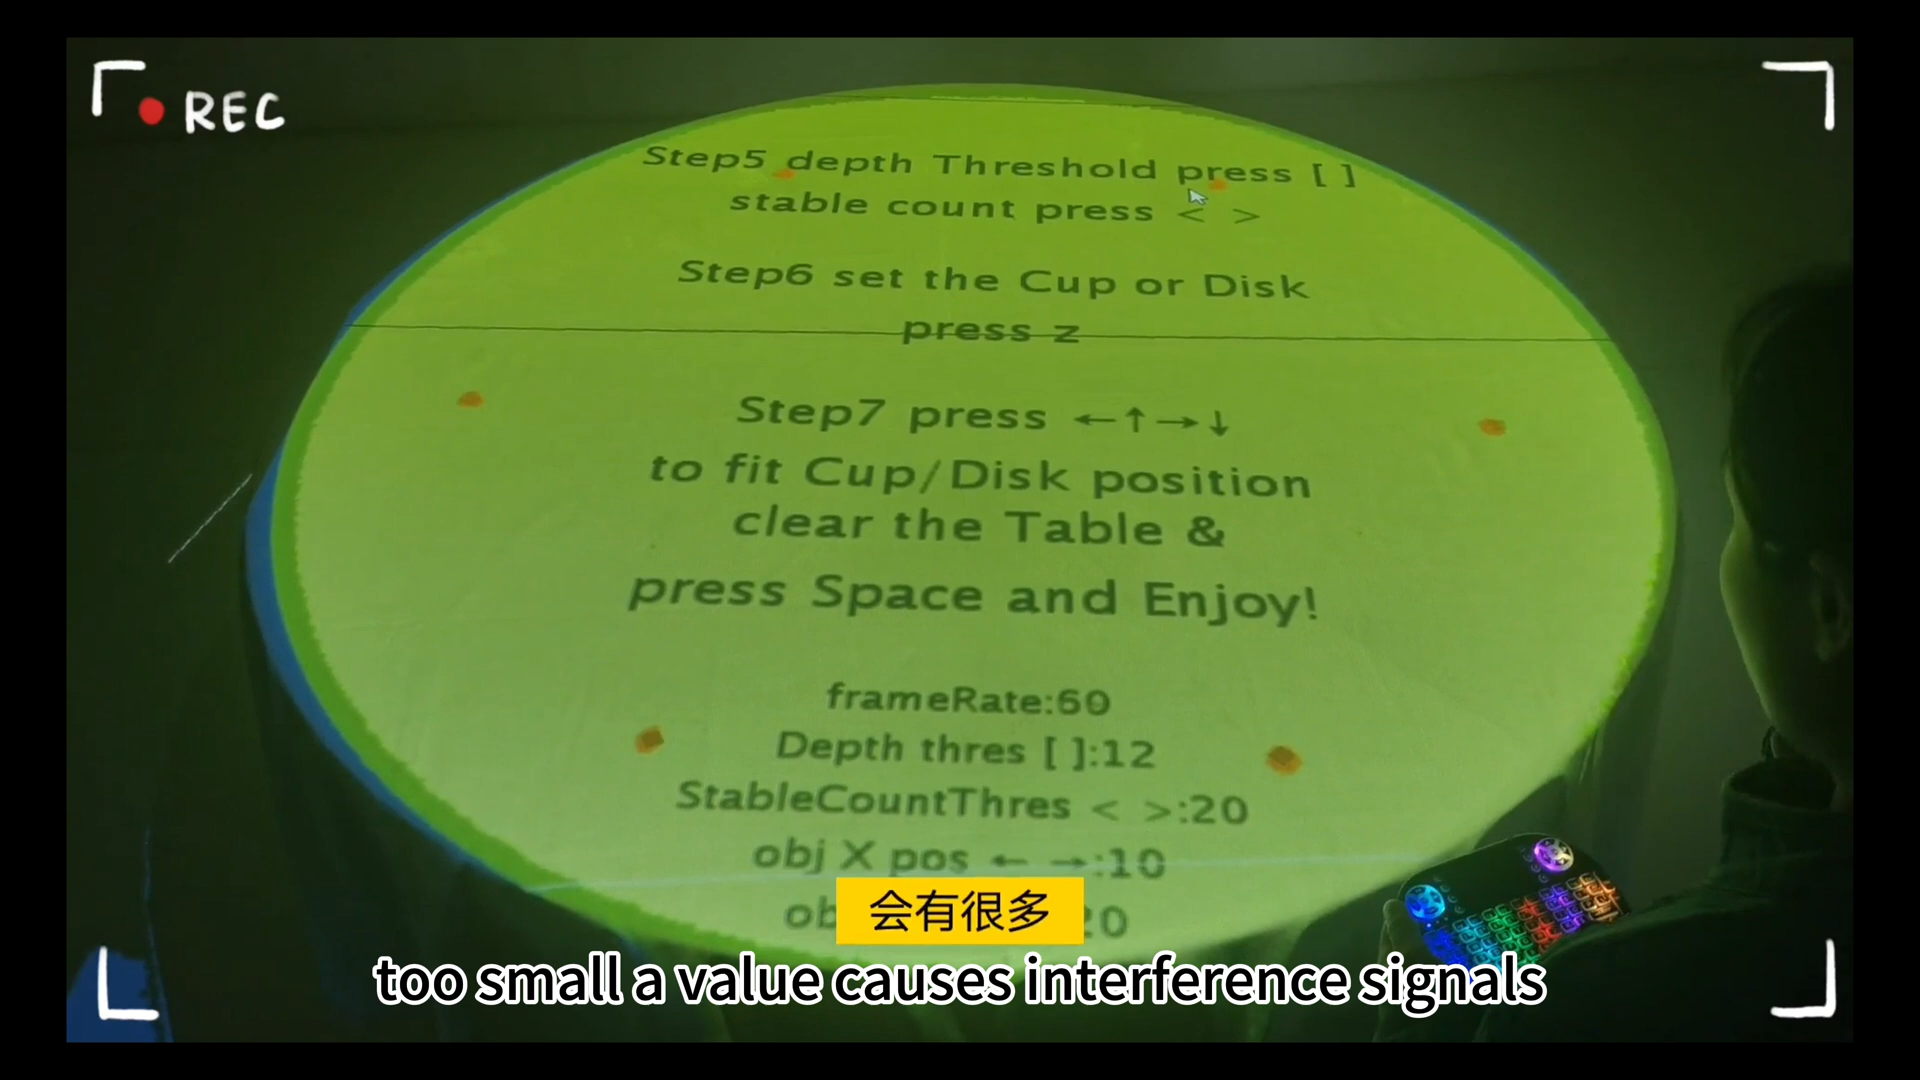 REC
Step5 depth Threshold press [ ]
stable count press < >
Step6 set the Cup or Disk
press z
Step7 press ←↑→↓
to fit Cup/Disk position
clear the Table &
press Space and Enjoy!
frameRate:60
Depth thres [ ]:12
StableCountThres < >:20
obj X pos ← →:10
会有很多
too small a value causes interference signals